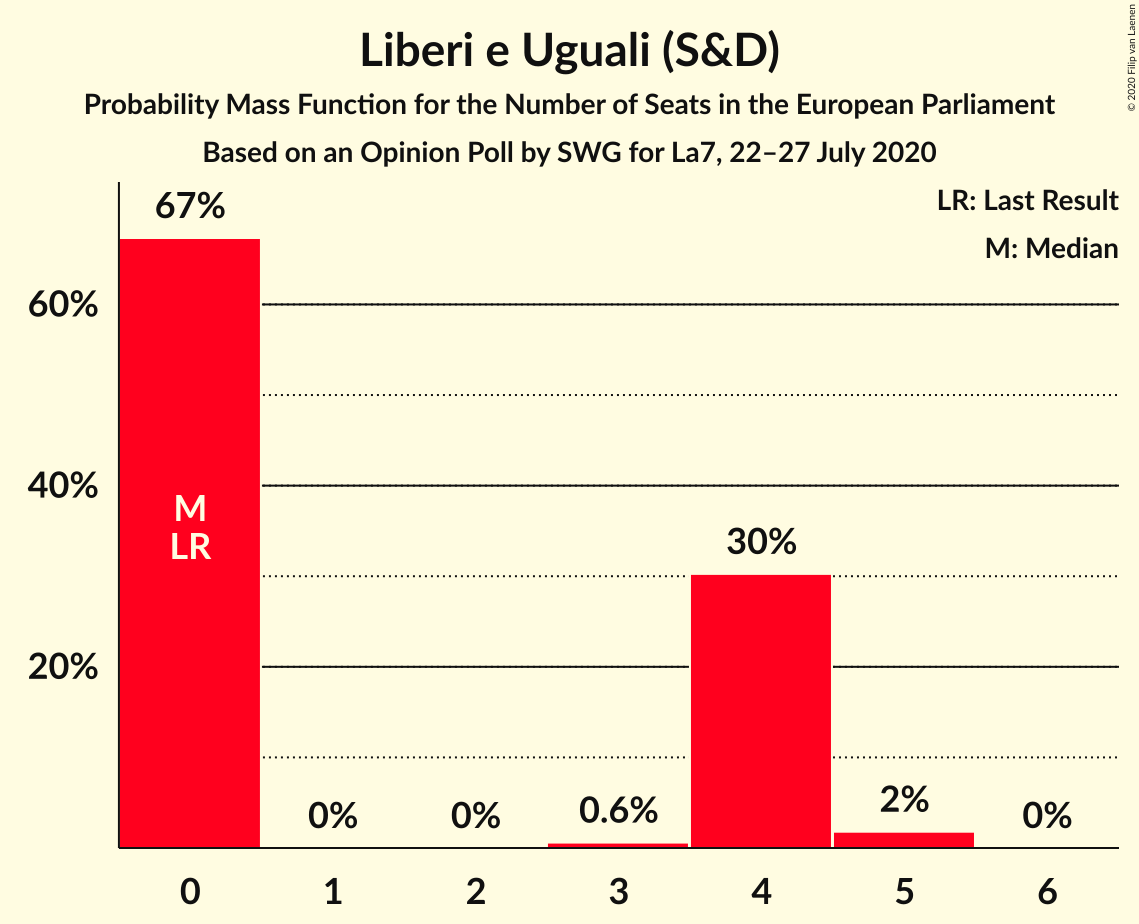 Liberi e Uguali (S&D)
Probability Mass Function for the Number of Seats in the European Parliament
Based on an Opinion Poll by SWG for La7, 22–27 July 2020
© 2020 Filip van Laenen
LR: Last Result
M: Median
67%
60%
40%
20%
M
LR
0%
0%
0.6%
30%
2%
0%
0
1
2
3
4
5
6